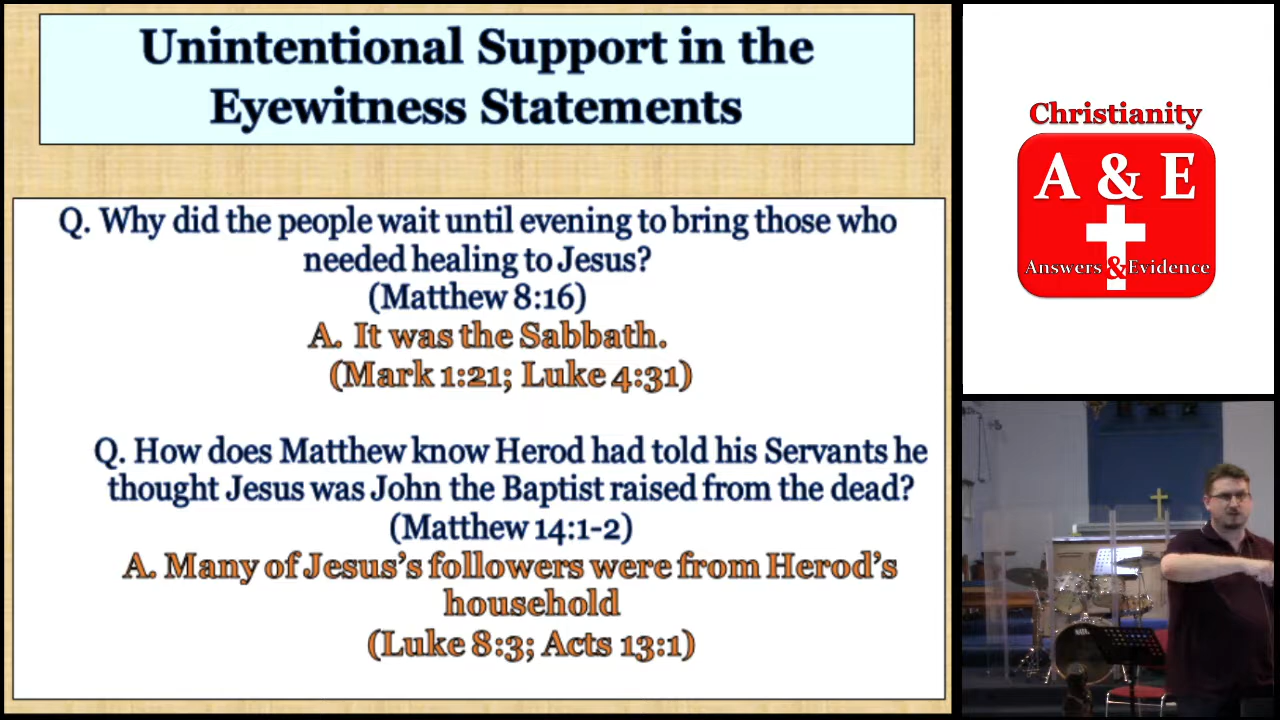 Unintentional Support in the
Eyewitness Statements
Q. Why did the people wait until evening to bring those who
needed healing to Jesus?
(Matthew 8:16)
A. It was the Sabbath.
(Mark 1:21; Luke 4:31)
Q. How does Matthew know Herod had told his Servants he
thought Jesus was John the Baptist raised from the dead?
(Matthew 14:1-2)
A. Many of Jesus's followers were from Herod's
household
(Luke 8:3; Acts 13:1)
Christianity
A & E
Answers & Evidence